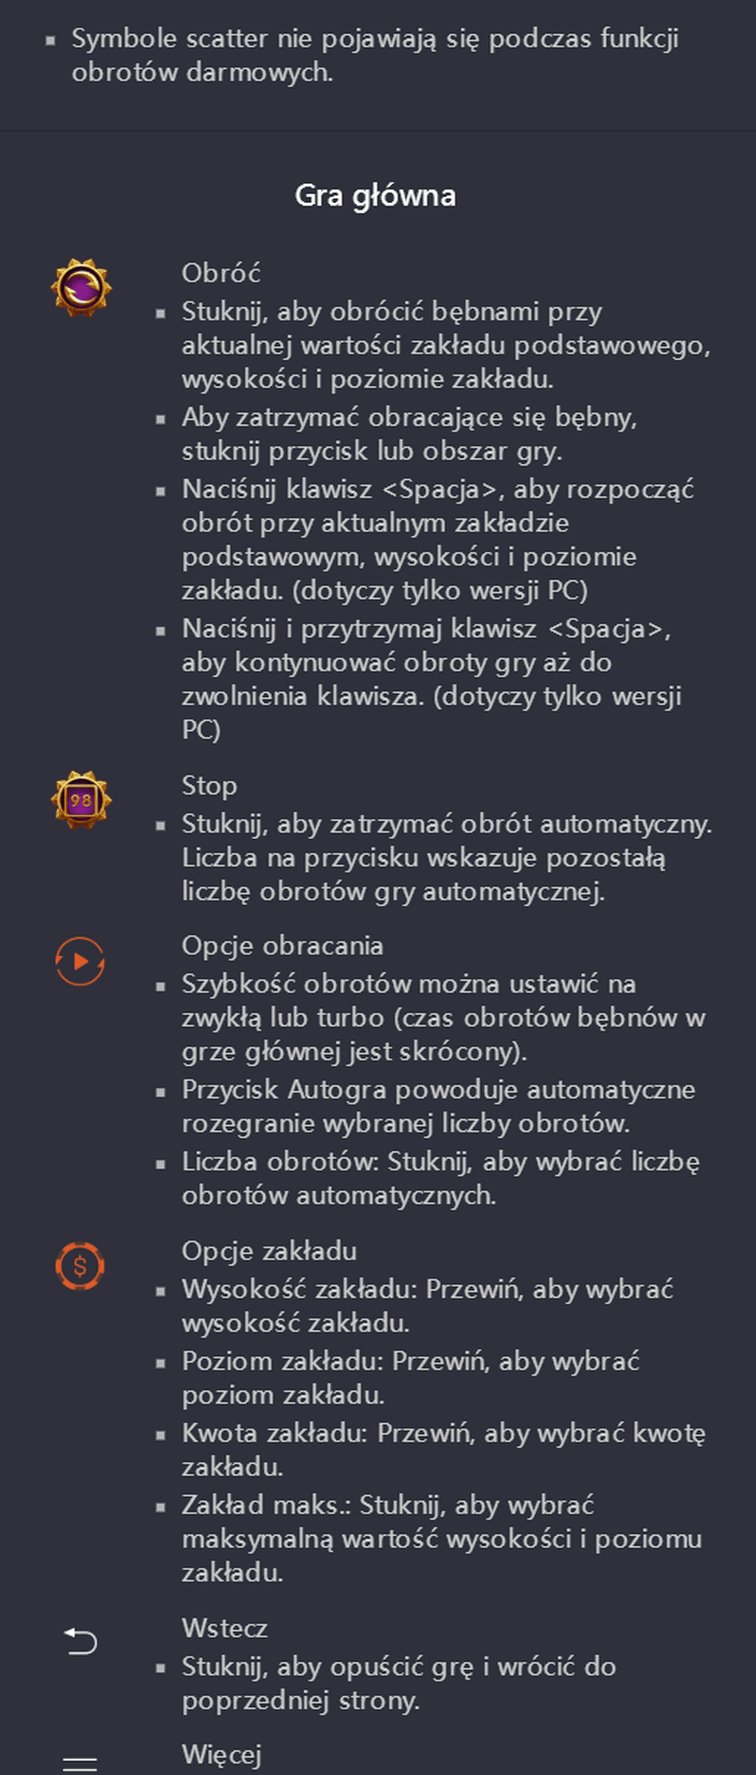 ▪ Symbole scatter nie pojawiają się podczas funkcji
obrotów darmowych.
Gra główna
Obróć
▪ Stuknij, aby obrócić bębnami przy
aktualnej wartości zakładu podstawowego,
wysokości i poziomie zakładu.
▪ Aby zatrzymać obracające się bębny,
stuknij przycisk lub obszar gry.
▪ Naciśnij klawisz <Spacja>, aby rozpocząć
obrót przy aktualnym zakładzie
podstawowym, wysokości i poziomie
zakładu. (dotyczy tylko wersji PC)
▪ Naciśnij i przytrzymaj klawisz <Spacja>,
aby kontynuować obroty gry aż do
zwolnienia klawisza. (dotyczy tylko wersji
PC)
98
Stop
▪ Stuknij, aby zatrzymać obrót automatyczny.
Liczba na przycisku wskazuje pozostałą
liczbę obrotów gry automatycznej.
Opcje obracania
▪ Szybkość obrotów można ustawić na
zwykłą lub turbo (czas obrotów bębnów w
grze głównej jest skrócony).
▪ Przycisk Autogra powoduje automatyczne
rozegranie wybranej liczby obrotów.
▪ Liczba obrotów: Stuknij, aby wybrać liczbę
obrotów automatycznych.
$
Opcje zakładu
▪ Wysokość zakładu: Przewiń, aby wybrać
wysokość zakładu.
▪ Poziom zakładu: Przewiń, aby wybrać
poziom zakładu.
▪ Kwota zakładu: Przewiń, aby wybrać kwotę
zakładu.
▪ Zakład maks.: Stuknij, aby wybrać
maksymalną wartość wysokości i poziomu
zakładu.
Wstecz
▪ Stuknij, aby opuścić grę i wrócić do
poprzedniej strony.
Więcej